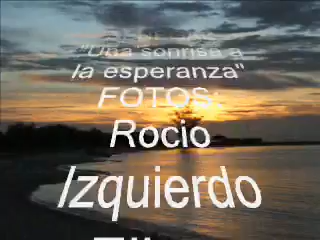 "Una sonrisa a
la esperanza"
FOTOS:
Rocio
Izquierdo